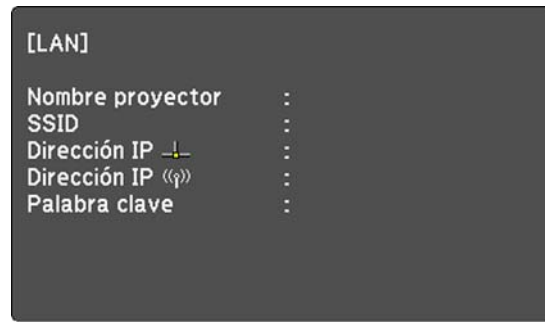 [LAN]
Nombre proyector :
SSID :
Dirección IP :
Dirección IP :
Palabra clave :